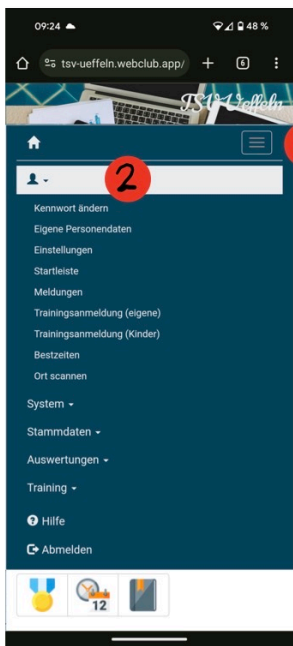 09:24 48 %
tsv-ueffeln.webclub.app/ 6
TSV Ueffeln
2
Kennwort ändern
Eigene Personendaten
Einstellungen
Startleiste
Meldungen
Trainingsanmeldung (eigene)
Trainingsanmeldung (Kinder)
Bestzeiten
Ort scannen
System
Stammdaten
Auswertungen
Training
Hilfe
Abmelden
12